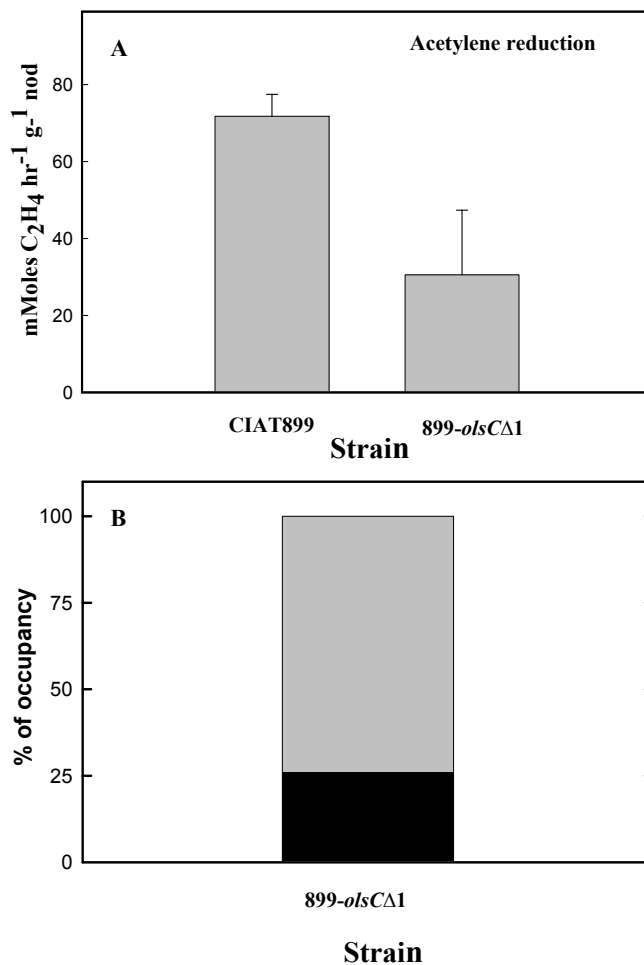 A
Acetylene reduction
mMoles C2H4 hr-1 g-1 nod
80
60
40
20
0
CIAT899 899-olsCΔ1
Strain
B
% of occupancy
100
75
50
25
0
899-olsCΔ1
Strain